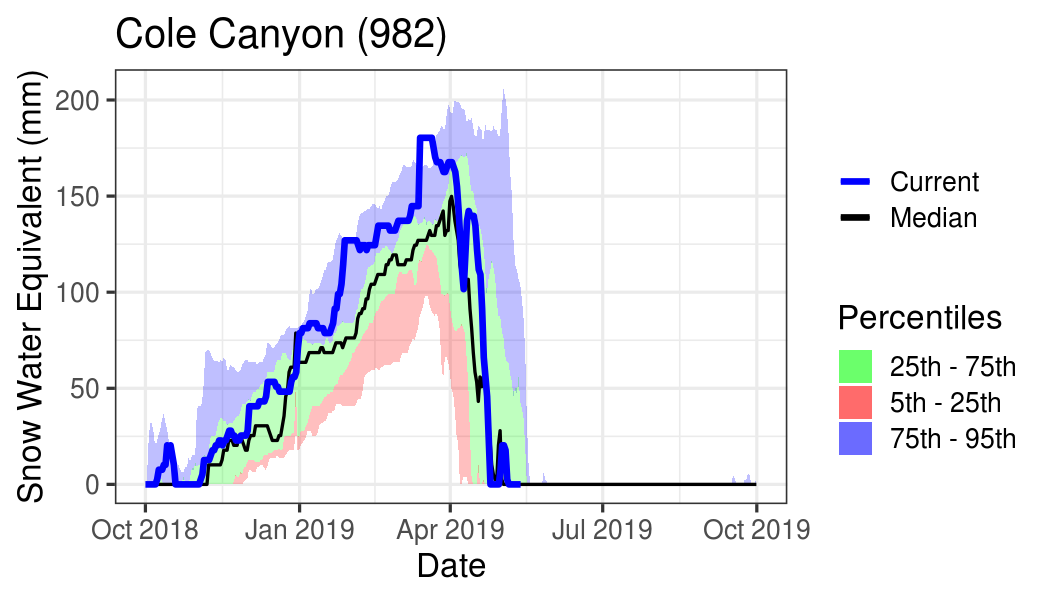 Cole Canyon (982)
Snow Water Equivalent (mm)
200
150
100
50
0
Oct 2018
Jan 2019
Apr 2019
Jul 2019
Oct 2019
Date
Current
Median
Percentiles
25th - 75th
5th - 25th
75th - 95th